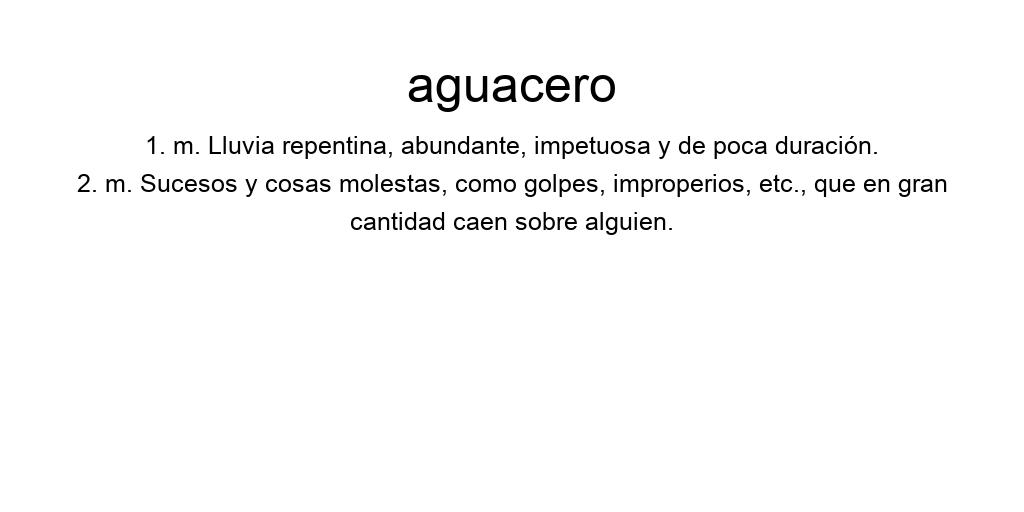 aguacero
1. m. Lluvia repentina, abundante, impetuosa y de poca duración.
2. m. Sucesos y cosas molestas, como golpes, improperios, etc., que en gran
cantidad caen sobre alguien.